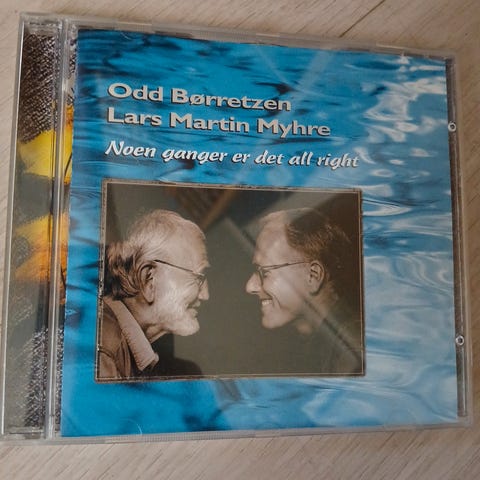 Odd Børretzen
Lars Martin Myhre
Noen ganger er det all right